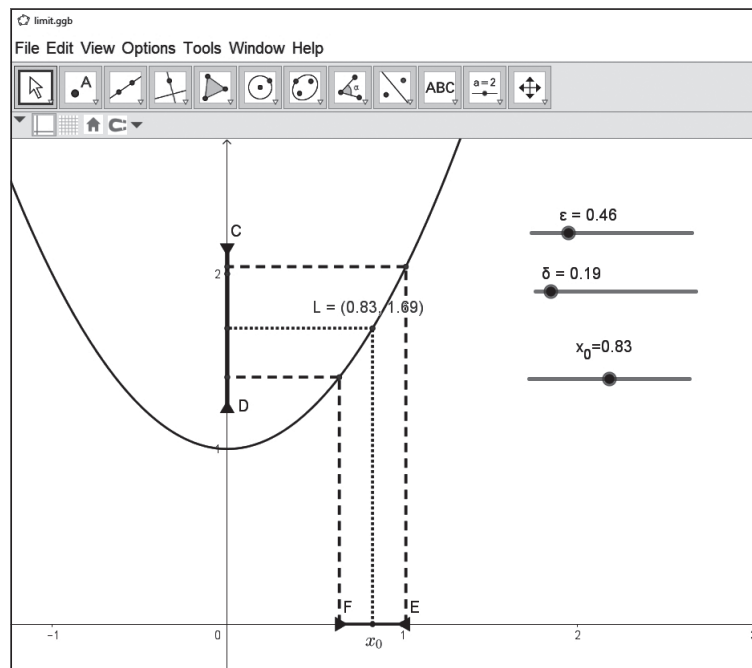 limit.ggb
File Edit View Options Tools Window Help
A α ABC a=2
C
ε = 0.46
2
δ = 0.19
L = (0.83, 1.69)
x₀=0.83
D
1
F E
-1 0 x₀ 1 2 3